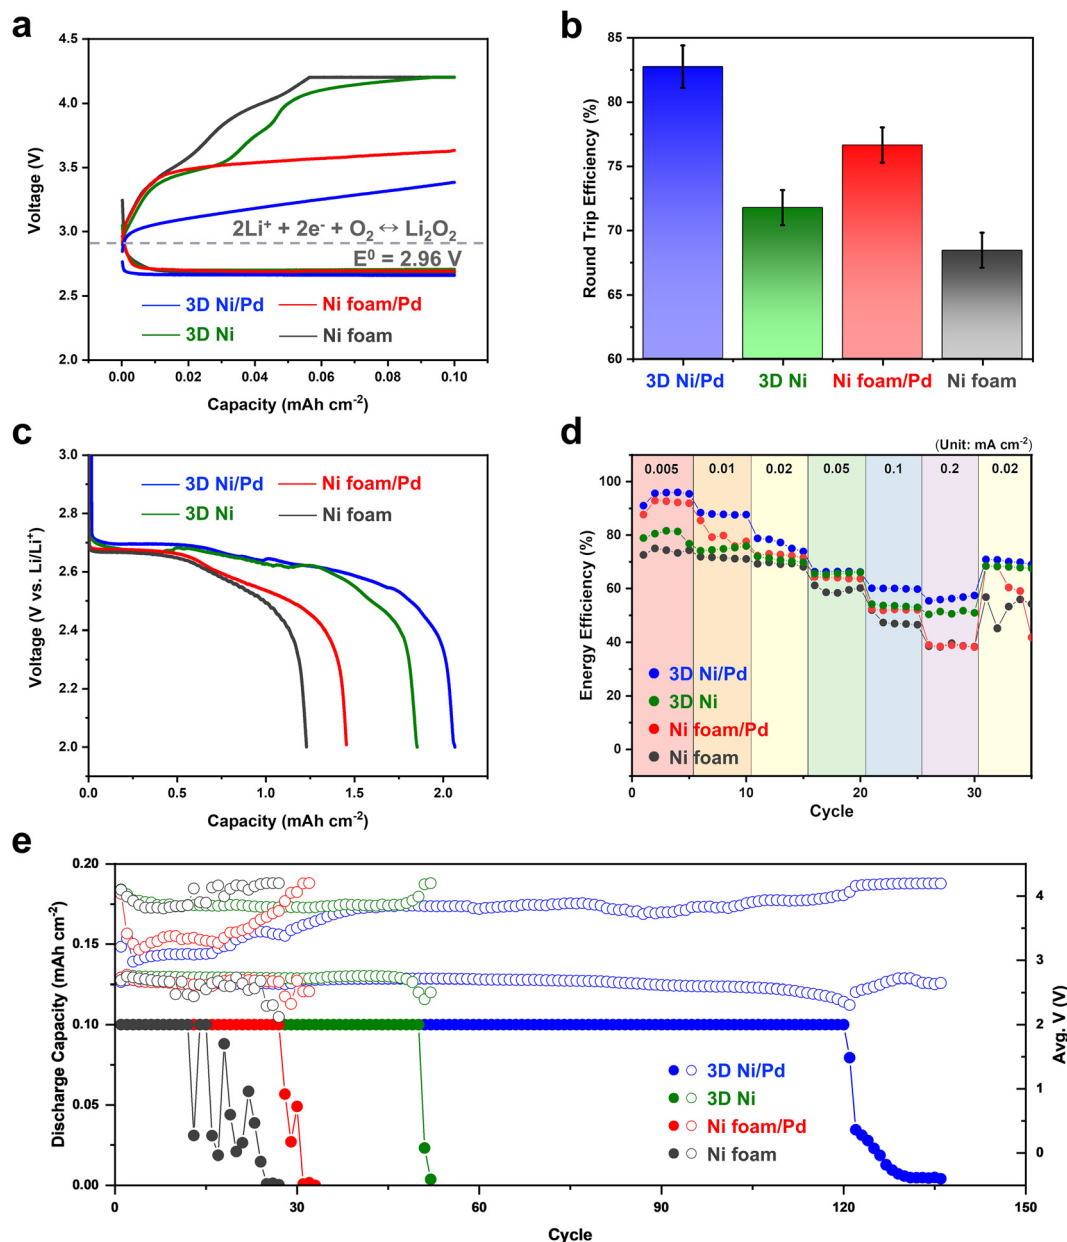 a
4.5
4.0
3.5
3.0
2.5
2.0
Voltage (V)
2Li⁺ + 2e⁻ + O₂ ↔ Li₂O₂
E⁰ = 2.96 V
3D Ni/Pd
Ni foam/Pd
3D Ni
Ni foam
0.00 0.02 0.04 0.06 0.08 0.10
Capacity (mAh cm⁻²)
b
85
80
75
70
65
60
Round Trip Efficiency (%)
3D Ni/Pd 3D Ni Ni foam/Pd Ni foam
c
3.0
2.8
2.6
2.4
2.2
2.0
Voltage (V vs. Li/Li⁺)
3D Ni/Pd
Ni foam/Pd
3D Ni
Ni foam
0.0 0.5 1.0 1.5 2.0
Capacity (mAh cm⁻²)
d
(Unit: mA cm⁻²)
0.005 0.01 0.02 0.05 0.1 0.2 0.02
100
80
60
40
20
0
Energy Efficiency (%)
3D Ni/Pd
3D Ni
Ni foam/Pd
Ni foam
0 10 20 30
Cycle
e
0.20
0.15
0.10
0.05
0.00
Discharge Capacity (mAh cm⁻²)
4
3
2
1
0
Avg. V (V)
3D Ni/Pd
3D Ni
Ni foam/Pd
Ni foam
0 30 60 90 120 150
Cycle